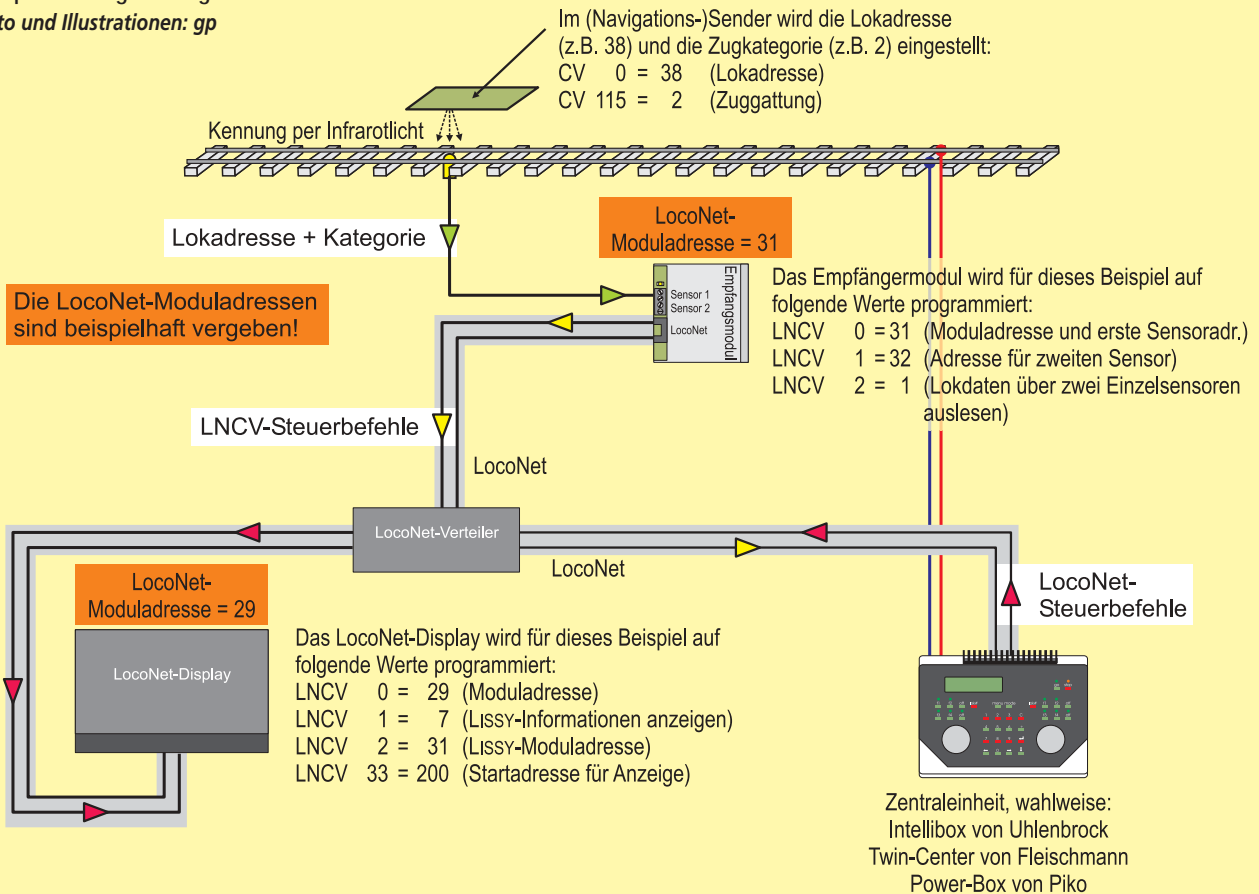 to und Illustrationen: gp
Im (Navigations-)Sender wird die Lokadresse
(z.B. 38) und die Zugkategorie (z.B. 2) eingestellt:
CV 0 = 38 (Lokadresse)
CV 115 = 2 (Zuggattung)
Kennung per Infrarotlicht
Lokadresse + Kategorie
LocoNet-
Moduladresse = 31
Die LocoNet-Moduladressen
sind beispielhaft vergeben!
Sensor 1
Sensor 2
LocoNet
Empfangsmodul
Das Empfängermodul wird für dieses Beispiel auf
folgende Werte programmiert:
LNCV 0 = 31 (Moduladresse und erste Sensoradr.)
LNCV 1 = 32 (Adresse für zweiten Sensor)
LNCV 2 = 1 (Lokdaten über zwei Einzelsensoren
auslesen)
LNCV-Steuerbefehle
LocoNet
LocoNet-Verteiler
LocoNet
LocoNet-
Steuerbefehle
LocoNet-
Moduladresse = 29
LocoNet-Display
Das LocoNet-Display wird für dieses Beispiel auf
folgende Werte programmiert:
LNCV 0 = 29 (Moduladresse)
LNCV 1 = 7 (LISSY-Informationen anzeigen)
LNCV 2 = 31 (LISSY-Moduladresse)
LNCV 33 = 200 (Startadresse für Anzeige)
Zentraleinheit, wahlweise:
Intellibox von Uhlenbrock
Twin-Center von Fleischmann
Power-Box von Piko